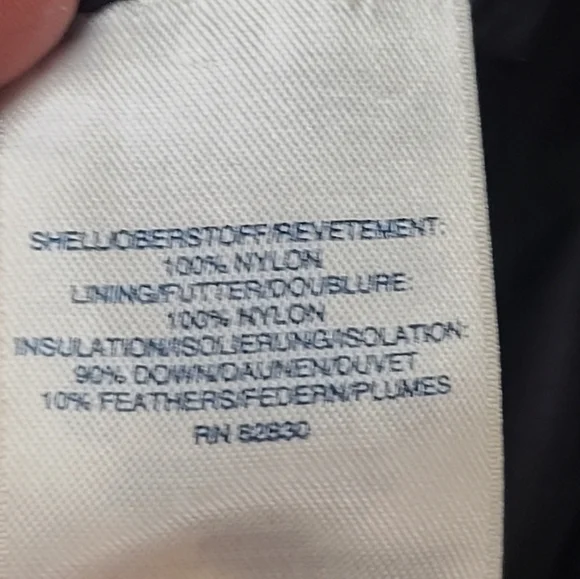 SHELL/OBERSTOFF/REVETEMENT:
100% NYLON
LINING/FUTTER/DOUBLURE:
100% NYLON
INSULATION/ISOLIERUNG/ISOLATION:
90% DOWN/DAUNEN/DUVET
10% FEATHERS/FEDERN/PLUMES
RN 62830